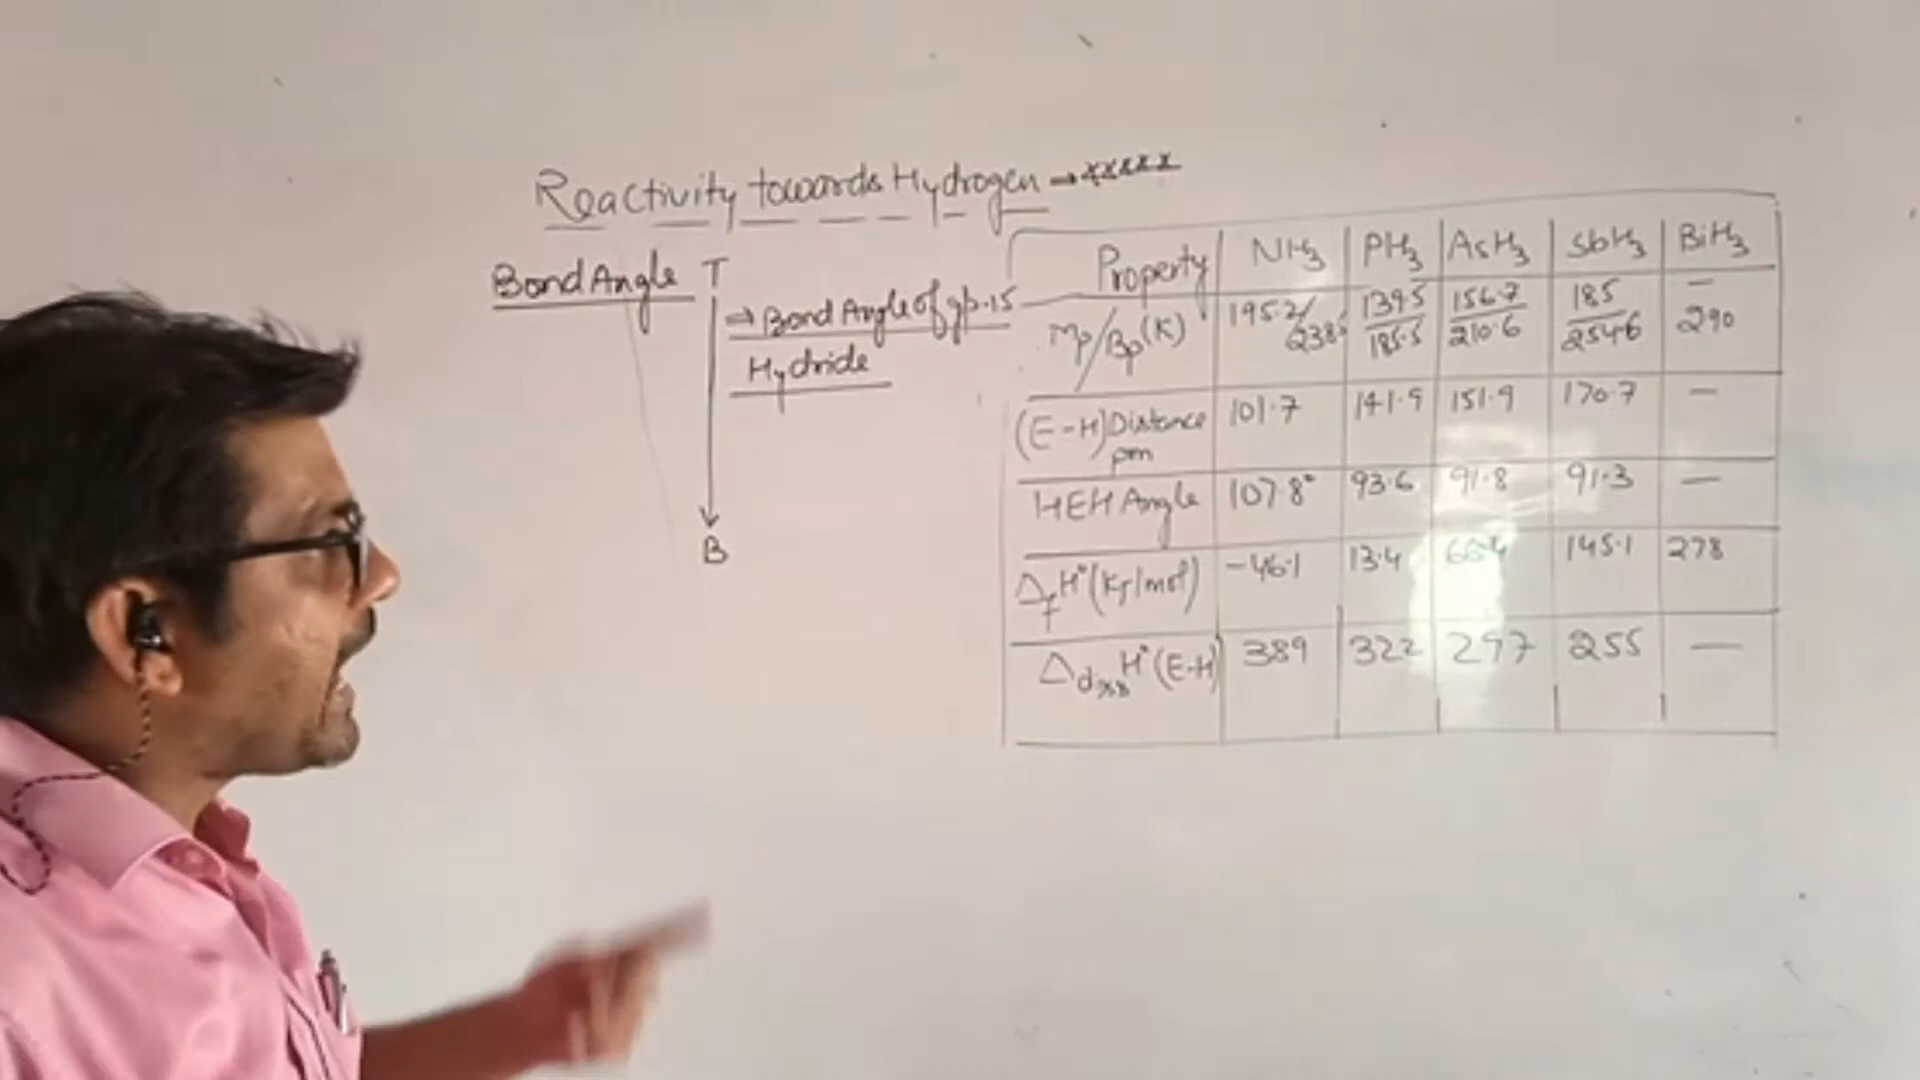 Reactivity towards Hydrogen → xxxxx
Bond Angle T
→ Bond Angle of gp.15
Hydride
B
Property NH3 PH3 AsH3 SbH3 BiH3
Mp/Bp(K) 195.2/238.5 139.5/185.5 156.7/210.6 185/254.6 —/290
(E-H) Distance pm 101.7 141.9 151.9 170.7 —
HEH Angle 107.8° 93.6 91.8 91.3 —
ΔfH°(KJ/mol) -46.1 13.4 66.4 145.1 278
ΔdissH°(E-H) 389 322 297 255 —